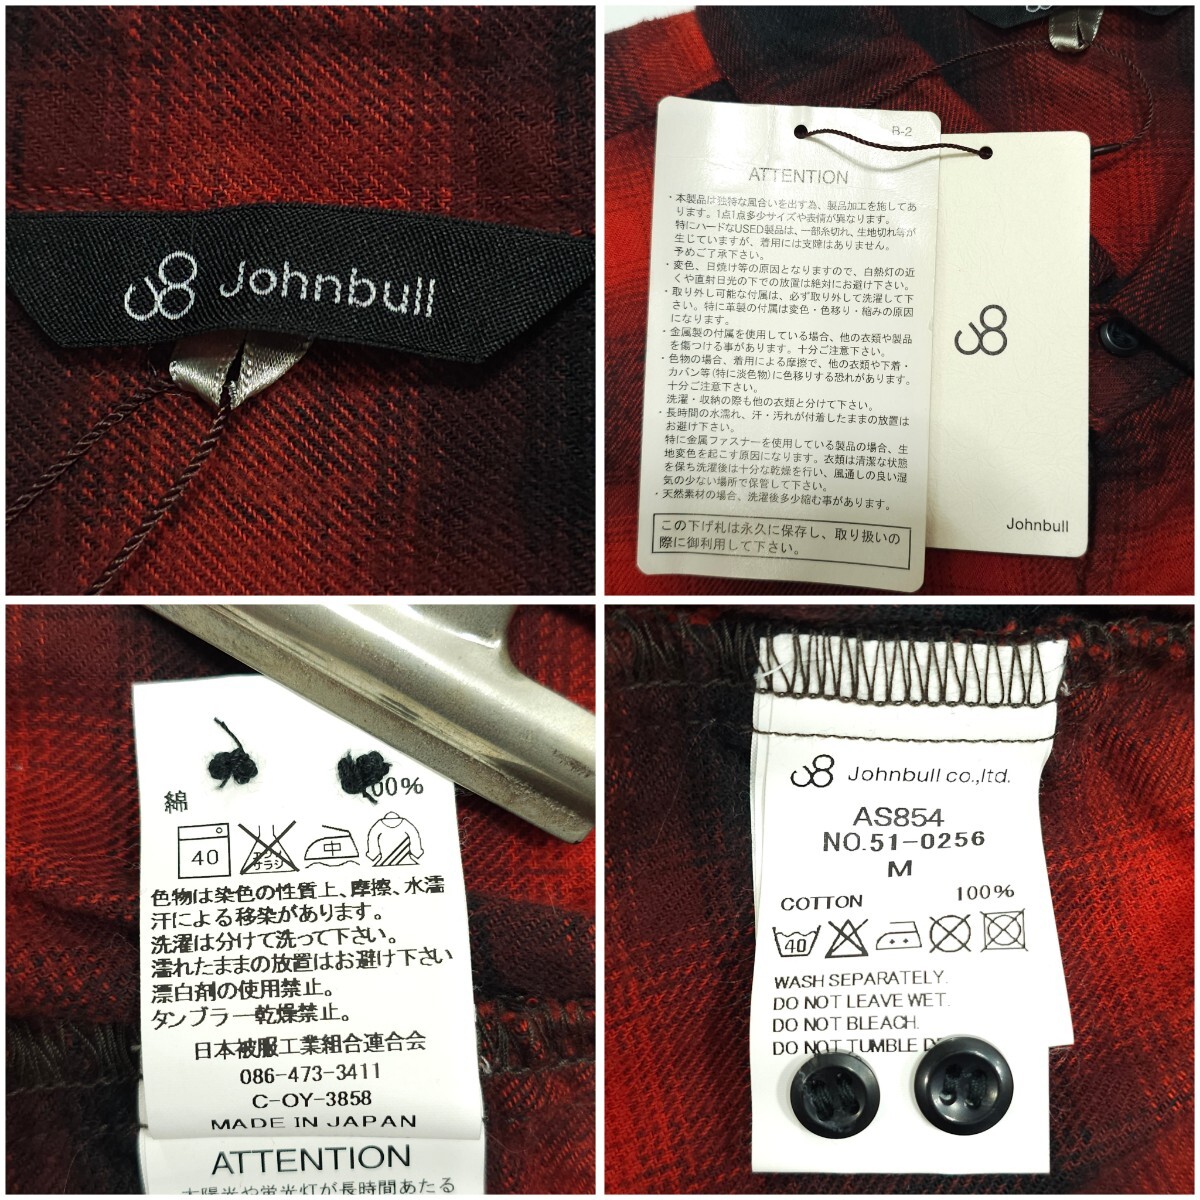 Johnbull
B-2
ATTENTION
・本製品は独特な風合いを出す為、製品加工を施してあ
ります。1点1点多少サイズや表情が異なります。
特にハードなUSED製品は、一部糸切れ、生地切れ等が
生じていますが、着用には支障はありません。
予めご了承下さい。
・変色、日焼け等の原因となりますので、白熱灯の近
くや直射日光の下での放置は絶対にお避け下さい。
・取り外し可能な付属は、必ず取り外して洗濯して下
さい。特に革製の付属は変色・色移り・縮みの原因
になります。
・金属製の付属を使用している場合、他の衣類や製品
を傷つける事があります。十分ご注意下さい。
・色物の場合、着用による摩擦で、他の衣類や下着・
カバン等(特に淡色物)に色移りする恐れがあります。
十分ご注意下さい。
洗濯・収納の際も他の衣類と分けて下さい。
・長時間の水濡れ、汗・汚れが付着したままの放置は
お避け下さい。
特に金属ファスナーを使用している製品の場合、生
地変色を起こす原因になります。衣類は清潔な状態
を保ち洗濯後は十分な乾燥を行い、風通しの良い湿
気の少ない場所で保管して下さい。
・天然素材の場合、洗濯後多少縮む事があります。
この下げ札は永久に保存し、取り扱いの
際に御利用して下さい。
Johnbull
綿 100%
40 エンソサラシ 中
色物は染色の性質上、摩擦、水濡
汗による移染があります。
洗濯は分けて洗って下さい。
濡れたままの放置はお避け下さい
漂白剤の使用禁止。
タンブラー乾燥禁止。
日本被服工業組合連合会
086-473-3411
C-OY-3858
MADE IN JAPAN
ATTENTION
太陽光や蛍光灯が長時間あたる
Johnbull co.,ltd.
AS854
NO.51-0256
M
COTTON 100%
40
WASH SEPARATELY.
DO NOT LEAVE WET.
DO NOT BLEACH.
DO NOT TUMBLE